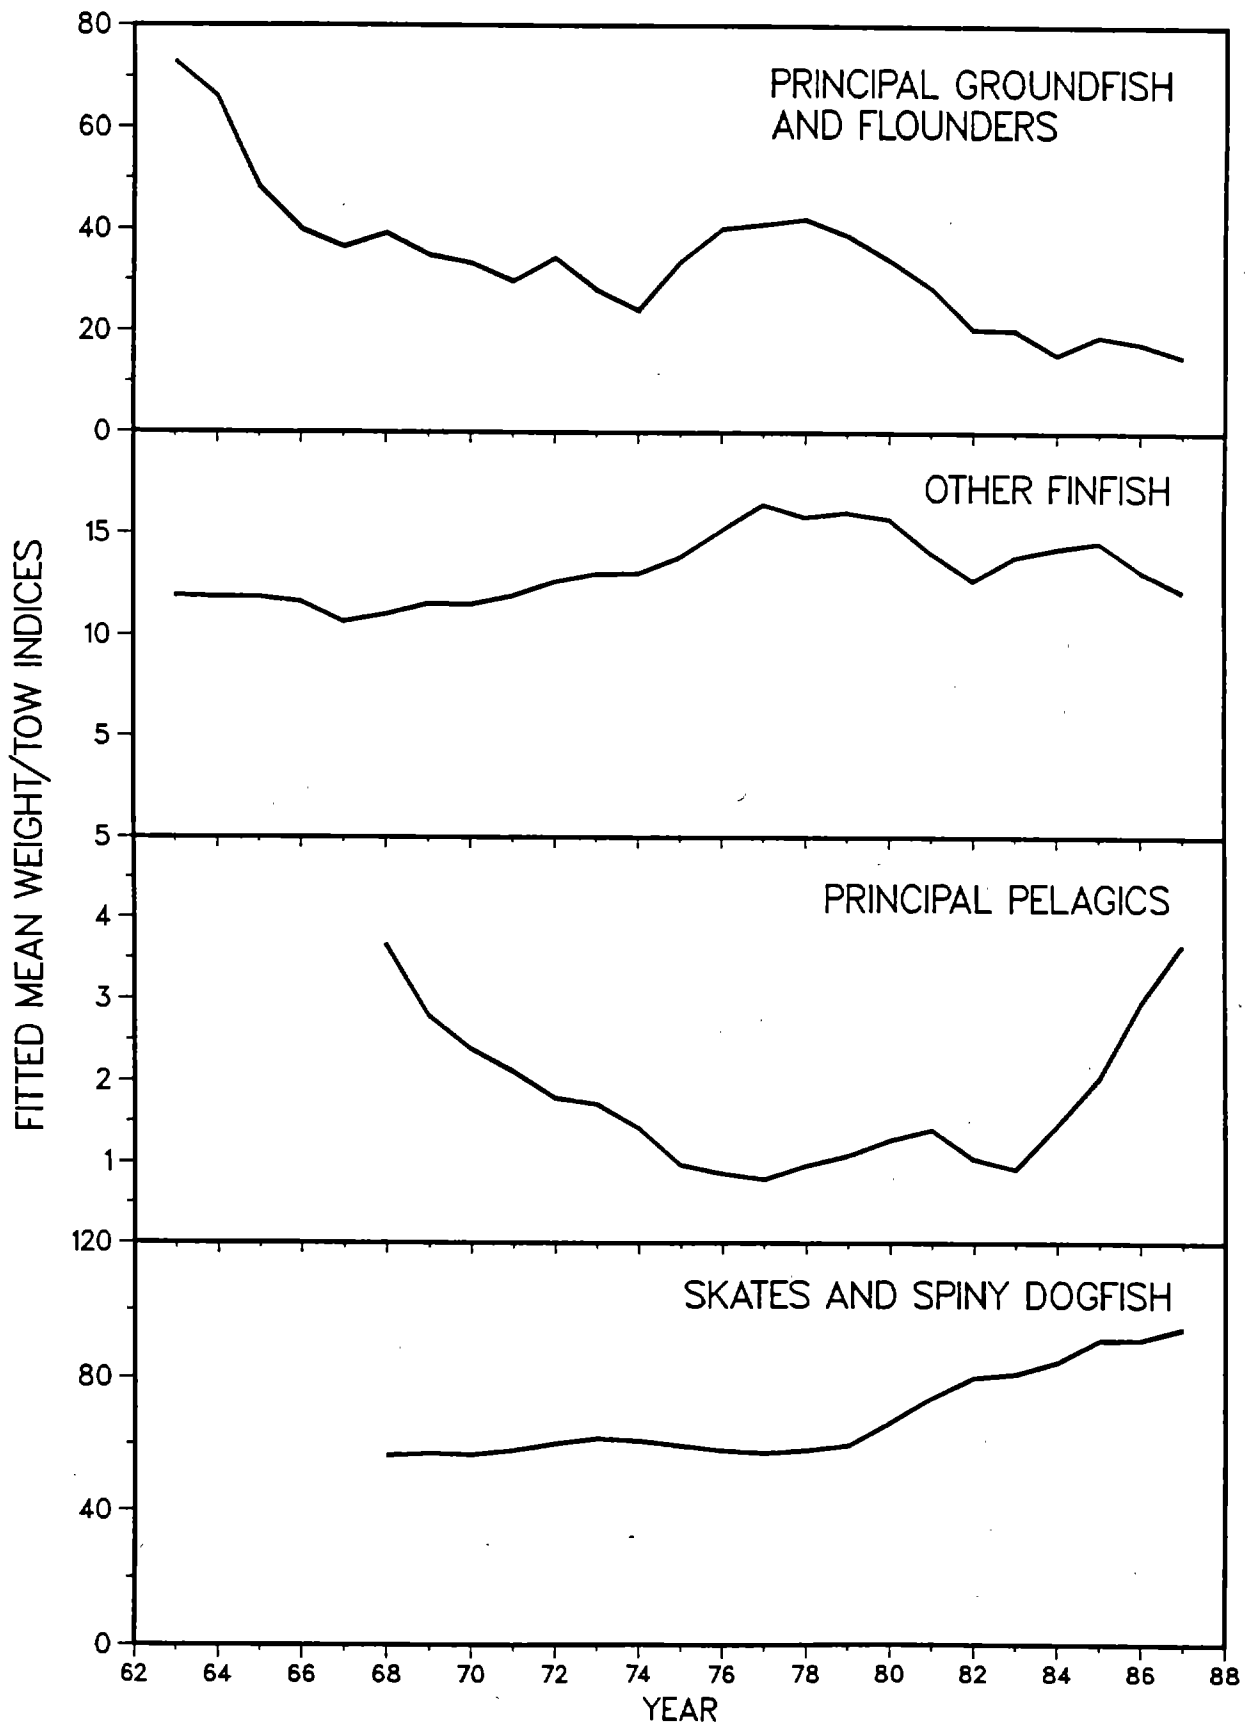 80
PRINCIPAL GROUNDFISH
AND FLOUNDERS
60
40
20
0
OTHER FINFISH
15
10
5
5
PRINCIPAL PELAGICS
4
3
2
1
120
SKATES AND SPINY DOGFISH
80
40
0
62 64 66 68 70 72 74 76 78 80 82 84 86 88
YEAR
FITTED MEAN WEIGHT/TOW INDICES